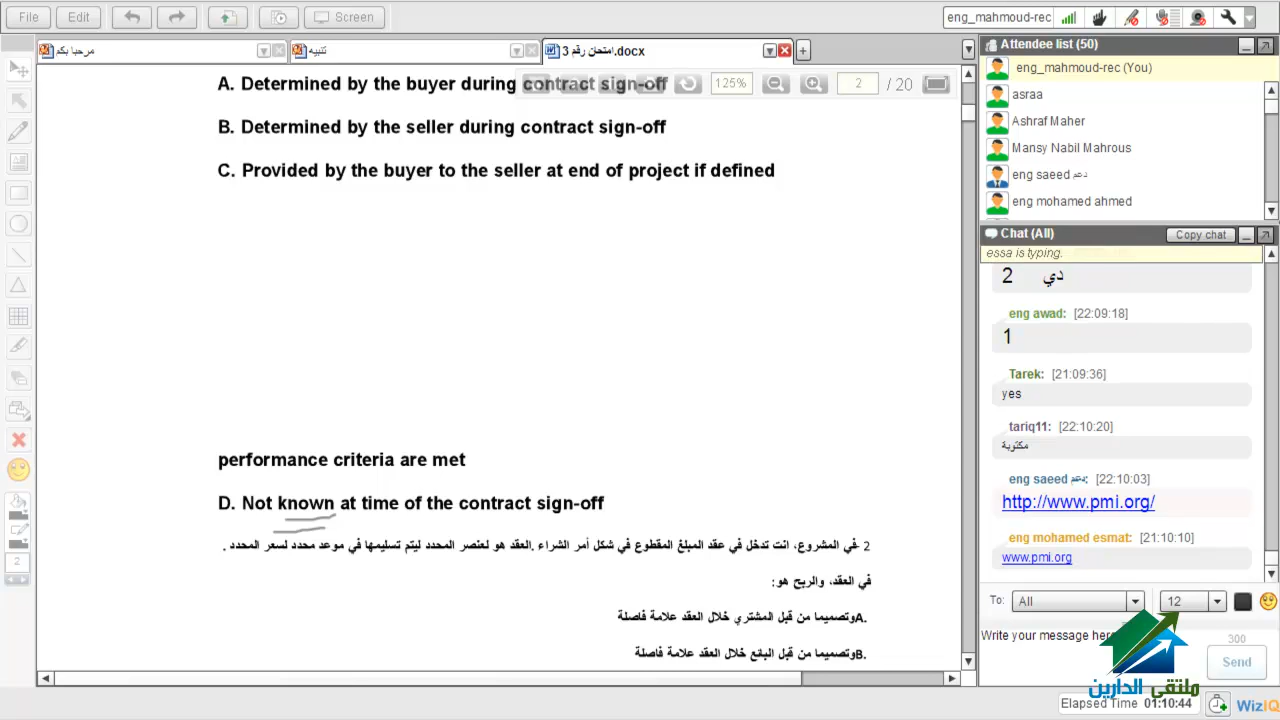 File
Edit
Screen
eng_mahmoud-rec
مرحبا بكم
تنبيه
امتحان رقم 3.docx
A. Determined by the buyer during contract sign-off
125%
2
/ 20
B. Determined by the seller during contract sign-off
C. Provided by the buyer to the seller at end of project if defined
performance criteria are met
D. Not known at time of the contract sign-off
2- في المشروع، انت تدخل في عقد المبلغ المقطوع في شكل أمر الشراء .العقد هو لعنصر المحدد ليتم تسليمها في موعد محدد لسعر المحدد .
في العقد، والربح هو:
.Aوتصميما من قبل المشتري خلال العقد علامة فاصلة
.Bوتصميما من قبل البائع خلال العقد علامة فاصلة
2
Attendee list (50)
eng_mahmoud-rec (You)
asraa
Ashraf Maher
Mansy Nabil Mahrous
eng saeed دعم
eng mohamed ahmed
Chat (All)
Copy chat
essa is typing.
2 دي
eng awad: [22:09:18]
1
Tarek: [21:09:36]
yes
tariq11: [22:10:20]
مكتوبة
eng saeed دعم: [22:10:03]
http://www.pmi.org/
eng mohamed esmat: [21:10:10]
www.pmi.org
To:
All
12
Write your message here
300
Send
ملتقى الدارين
Elapsed Time 01:10:44
WizIQ